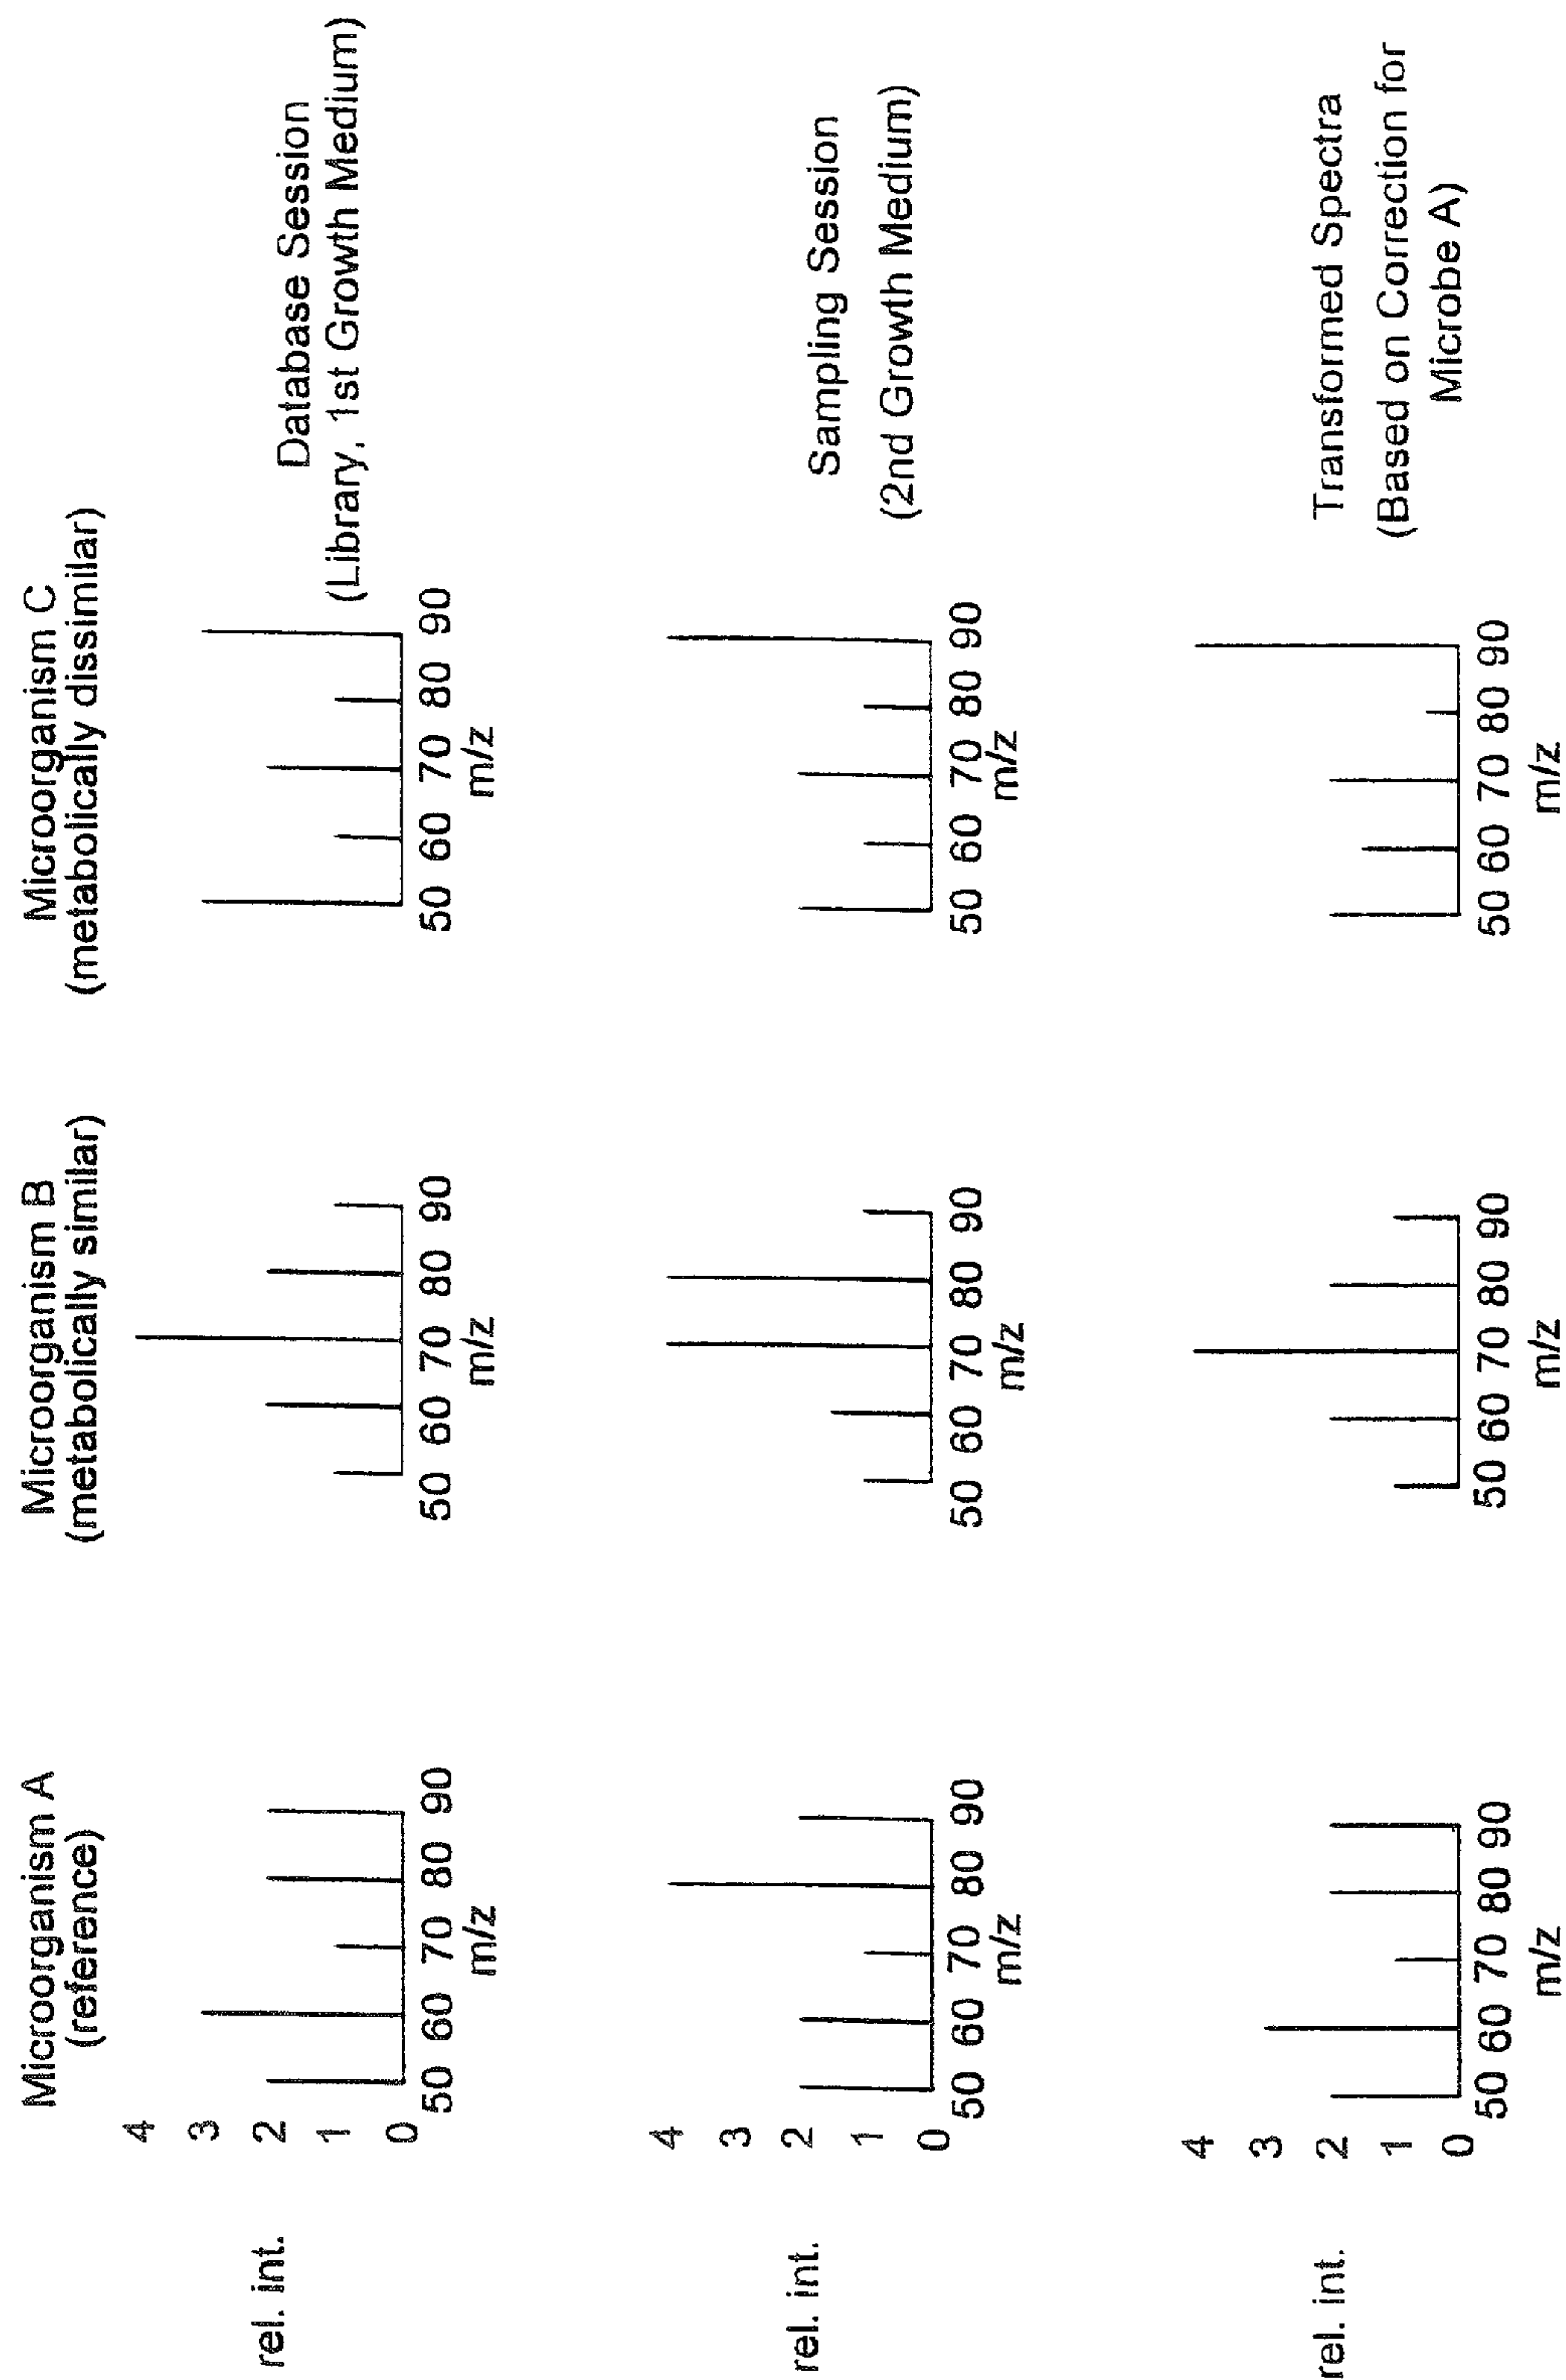 Microorganism A
(reference)
Microorganism B
(metabolically similar)
Microorganism C
(metabolically dissimilar)
rel. int.
4
3
2
1
0
50 60 70 80 90
m/z
50 60 70 80 90
m/z
50 60 70 80 90
m/z
Database Session
(Library, 1st Growth Medium)
rel. int.
4
3
2
1
0
50 60 70 80 90
m/z
50 60 70 80 90
m/z
50 60 70 80 90
m/z
Sampling Session
(2nd Growth Medium)
rel. int.
4
3
2
1
0
50 60 70 80 90
m/z
50 60 70 80 90
m/z
50 60 70 80 90
m/z
Transformed Spectra
(Based on Correction for
Microbe A)